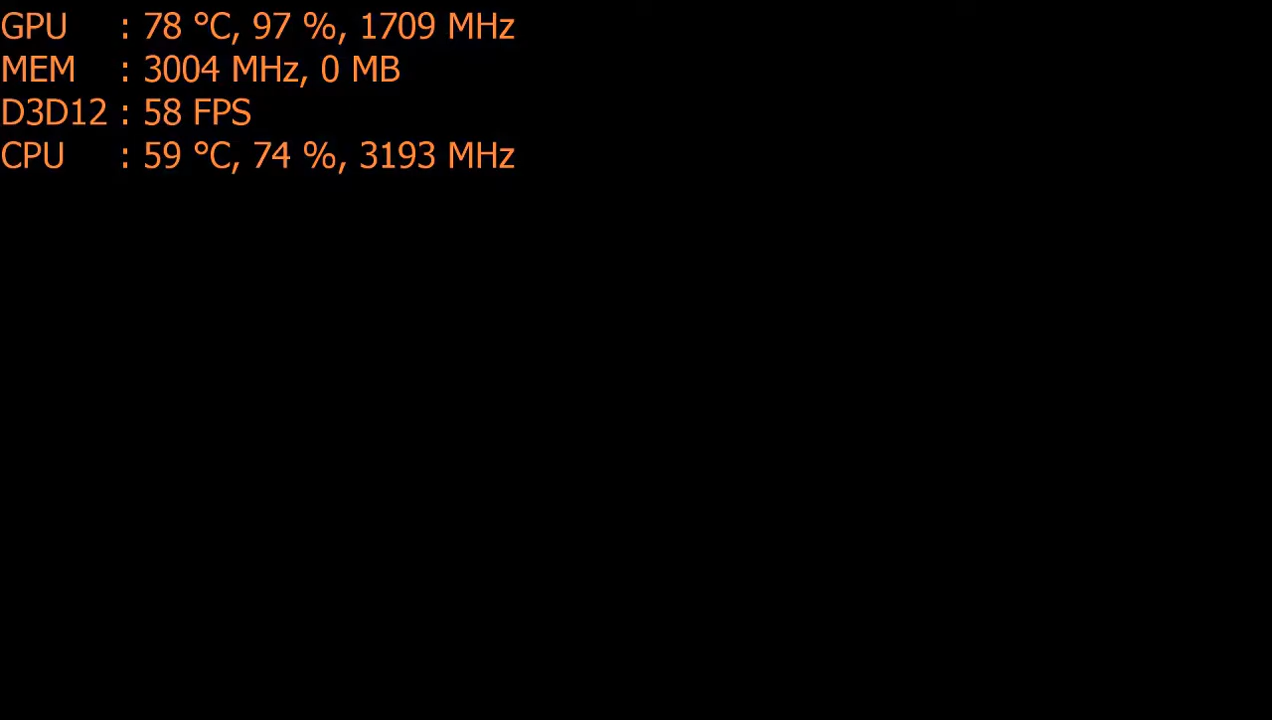 GPU : 78 °C, 97 %, 1709 MHz
MEM : 3004 MHz, 0 MB
D3D12 : 58 FPS
CPU : 59 °C, 74 %, 3193 MHz